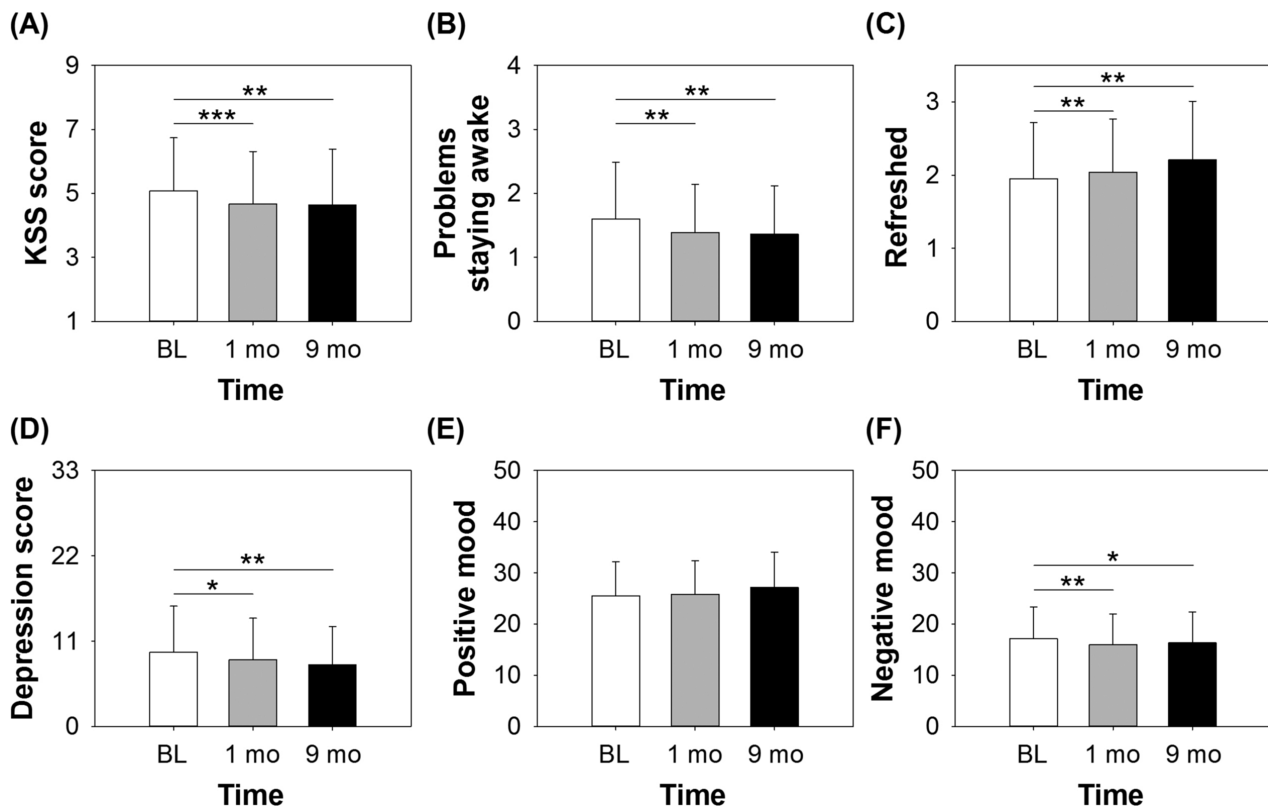 (A)
KSS score
9
7
5
3
1
**
***
BL 1 mo 9 mo
Time
(B)
Problems
staying awake
4
3
2
1
0
**
**
BL 1 mo 9 mo
Time
(C)
Refreshed
3
2
1
0
**
**
BL 1 mo 9 mo
Time
(D)
Depression score
33
22
11
0
**
*
BL 1 mo 9 mo
Time
(E)
Positive mood
50
40
30
20
10
0
BL 1 mo 9 mo
Time
(F)
Negative mood
50
40
30
20
10
0
*
**
BL 1 mo 9 mo
Time